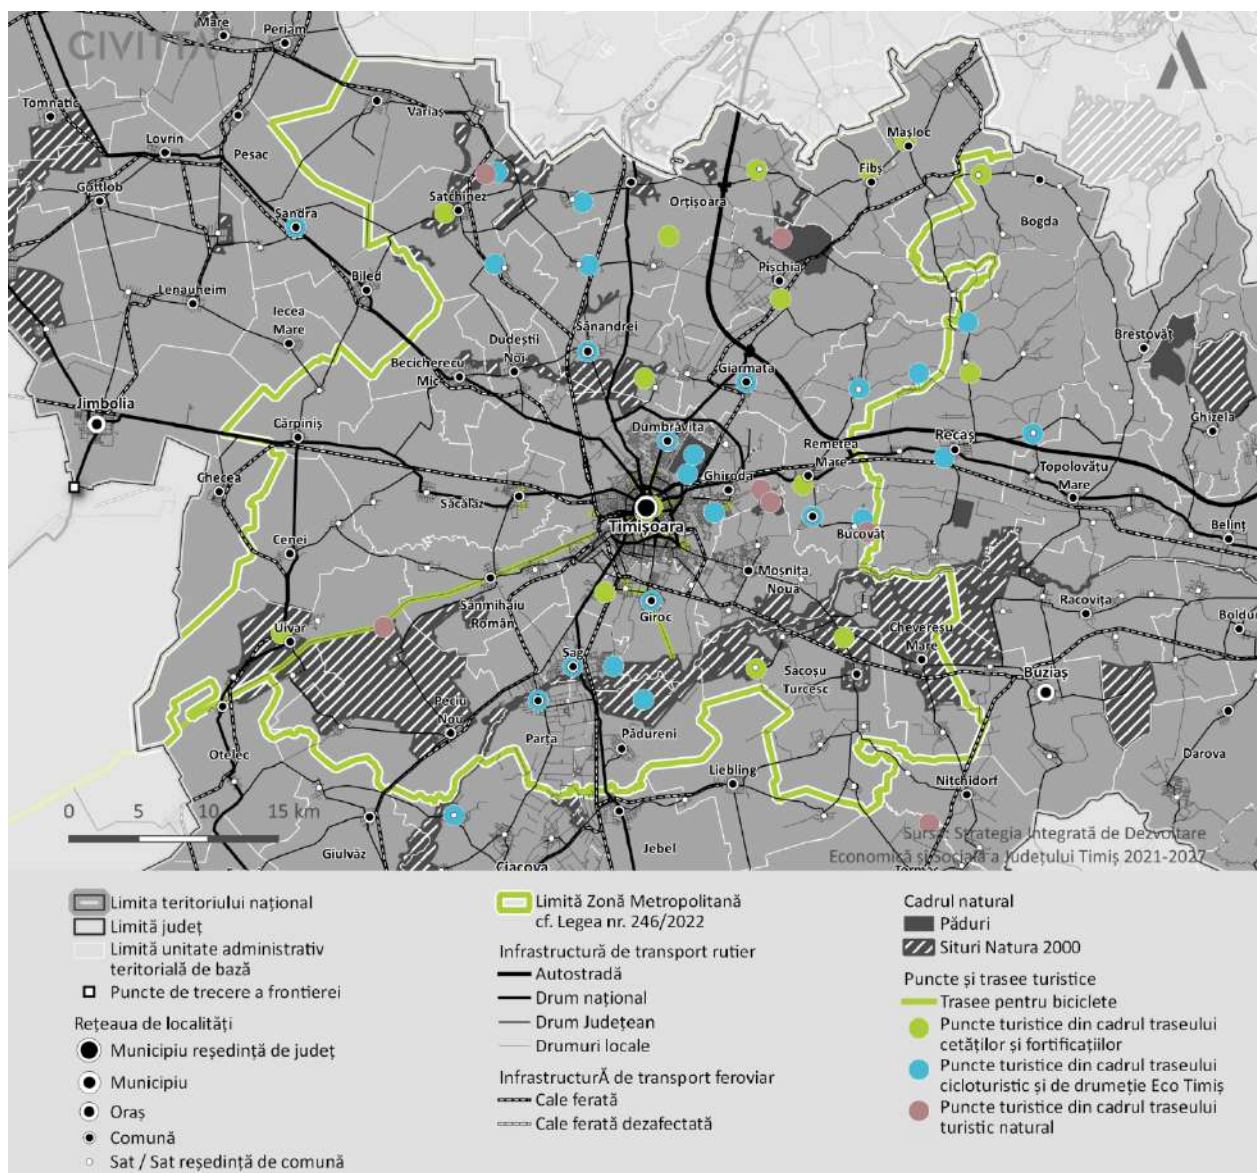 CIVITTA
Mare
Periam
Tomnatic
Variaș
Lovrin
Pesac
Mașloc
Gottlob
Satchinez
Fibș
Sandra
Orțișoara
Bogda
Biled
Pișchia
Lenauheim
Iecea
Mare
Sânandrei
Dudeștii
Noi
Brestovăț
Becicherecu
Mic
Giarmata
Jimbolia
Cărpiniș
Dumbrăvița
Ghizela
Remetea
Mare
Recaș
Checea
Ghiroda
Topolovățu
Mare
Săcălaz
Timișoara
Belinț
Cenei
Bucovăț
Moșnița
Nouă
Sânmihaiu
Român
Racovița
Giroc
Uivar
Boldur
Chevereșu
Mare
Șag
Sacoșu
Turcesc
Buziaș
Peciu
Nou
Otelec
Parța
Pădureni
Darova
Liebling
Nitchidorf
0 5 10 15 km
Giulvăz
Ciacova
Jebel
Tormac
Sursa: Strategia Integrată de Dezvoltare
Economică și Socială a Județului Timiș 2021-2027
Limita teritoriului național
Limită județ
Limită unitate administrativ
teritorială de bază
Puncte de trecere a frontierei
Rețeaua de localități
Municipiu reședință de județ
Municipiu
Oraș
Comună
Sat / Sat reședință de comună
Limită Zonă Metropolitană
cf. Legea nr. 246/2022
Infrastructură de transport rutier
Autostradă
Drum național
Drum Județean
Drumuri locale
InfrastructurĂ de transport feroviar
Cale ferată
Cale ferată dezafectată
Cadrul natural
Păduri
Situri Natura 2000
Puncte și trasee turistice
Trasee pentru biciclete
Puncte turistice din cadrul traseului
cetăților și fortificațiilor
Puncte turistice din cadrul traseului
cicloturistic și de drumeție Eco Timiș
Puncte turistice din cadrul traseului
turistic natural